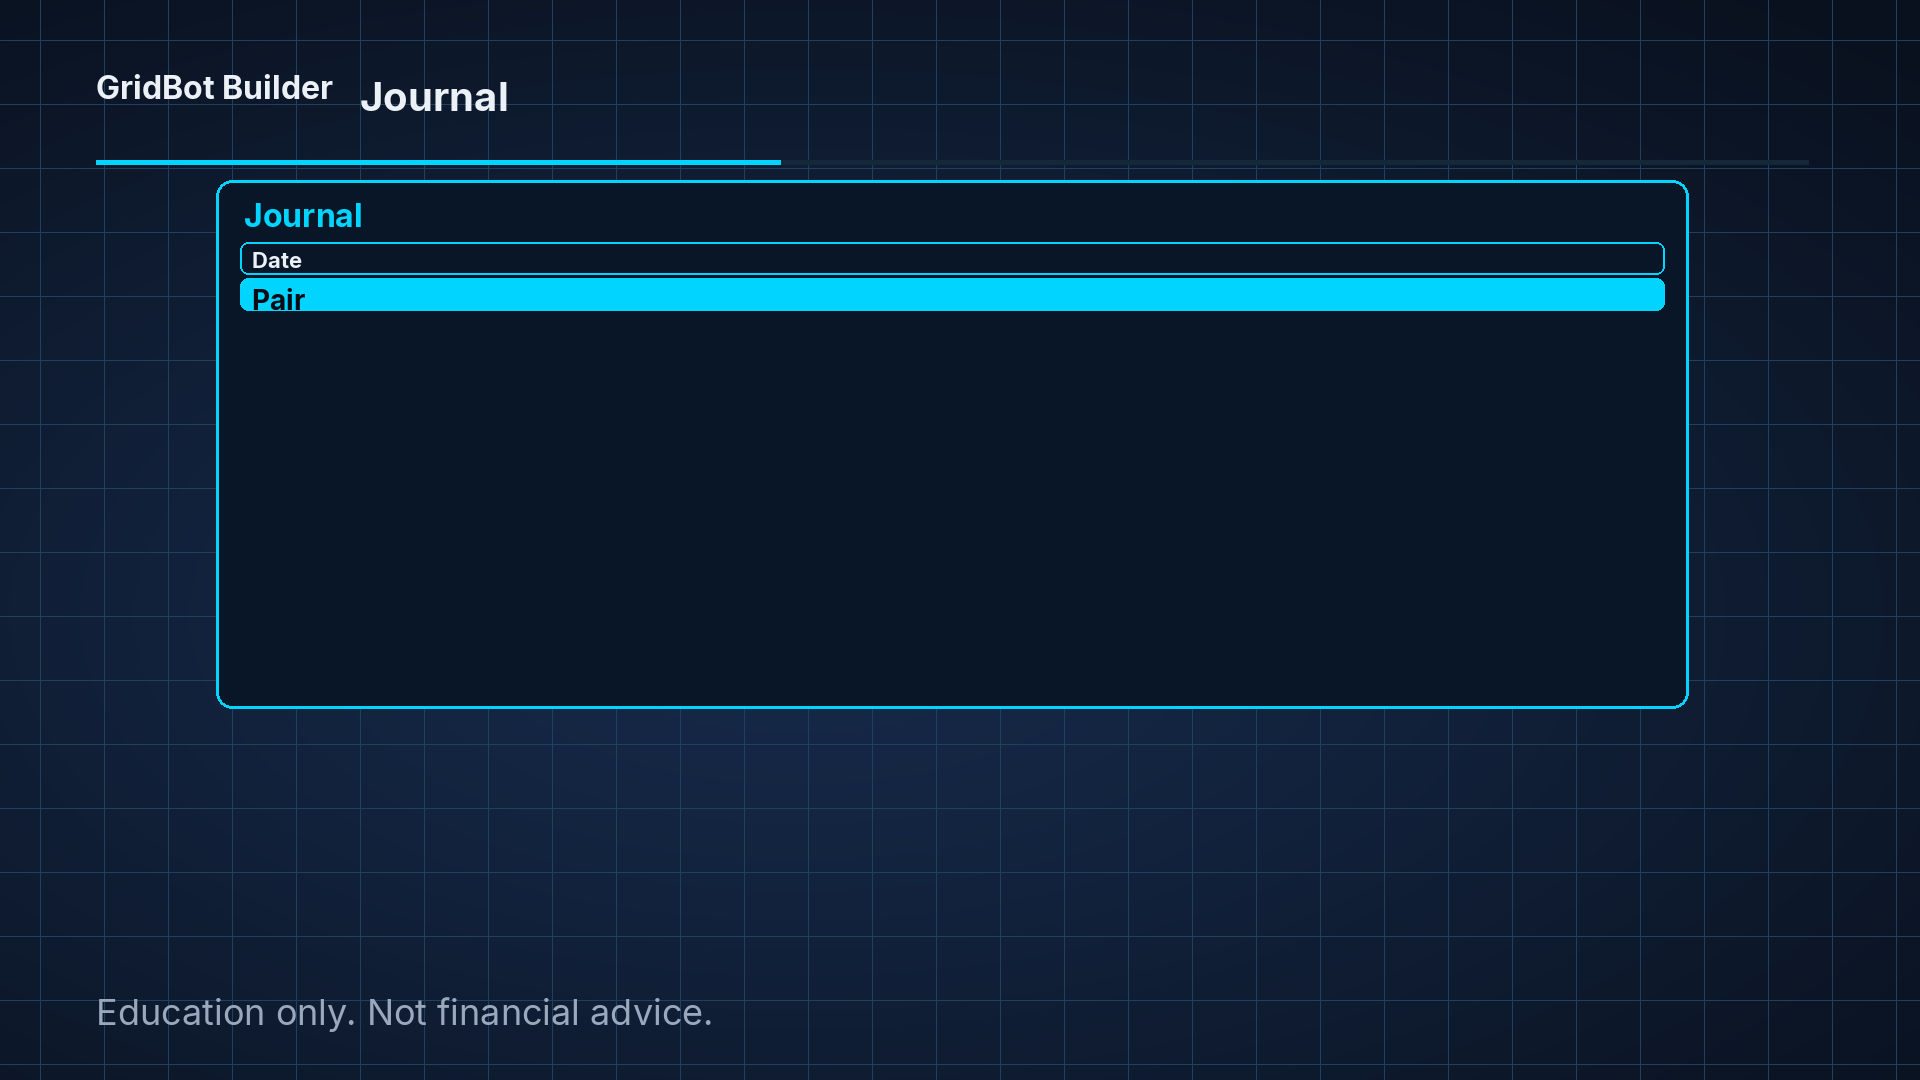 GridBot Builder
Journal
Journal
Date
Pair
Education only. Not financial advice.